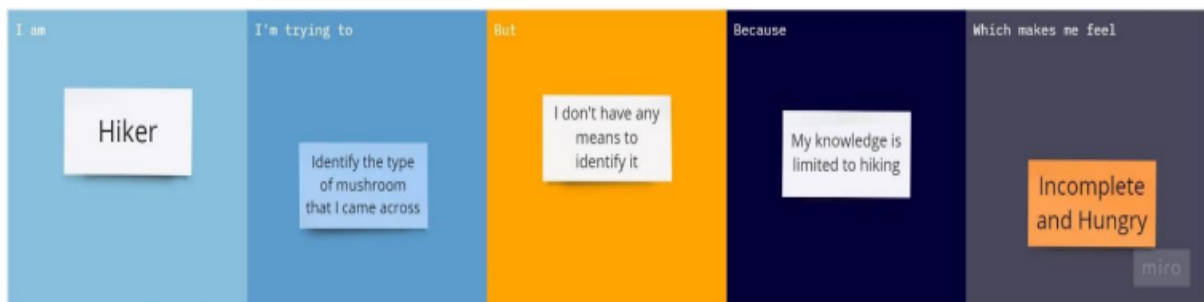 I am
Hiker
I'm trying to
Identify the type
of mushroom
that I came across
But
I don't have any
means to
identify it
Because
My knowledge is
limited to hiking
Which makes me feel
Incomplete
and Hungry
miro